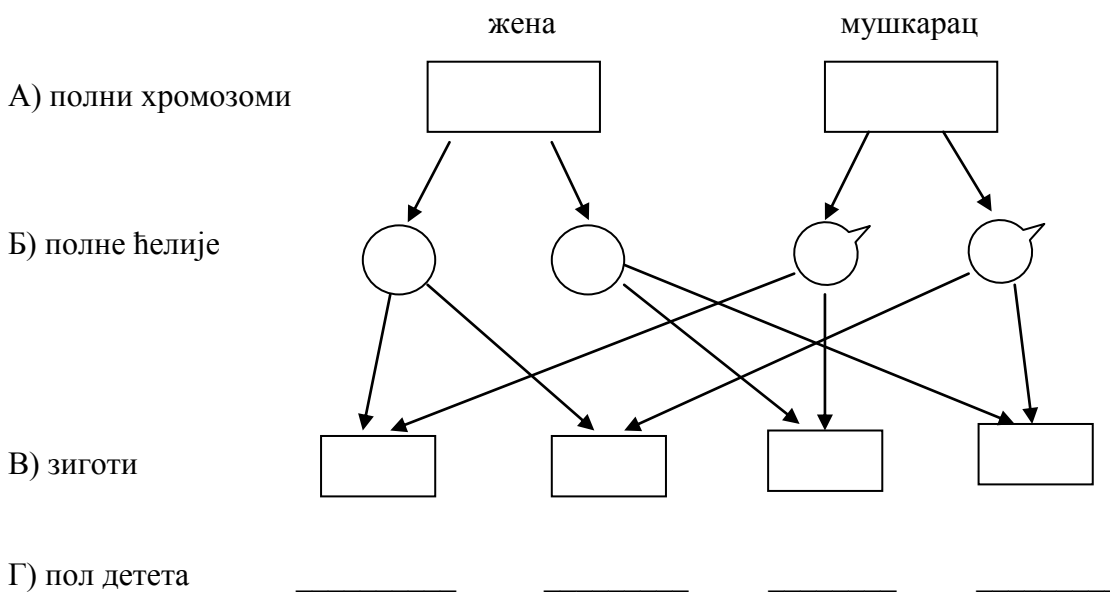 жена мушкарац
А) полни хромозоми
Б) полне ћелије
В) зиготи
Г) пол детета